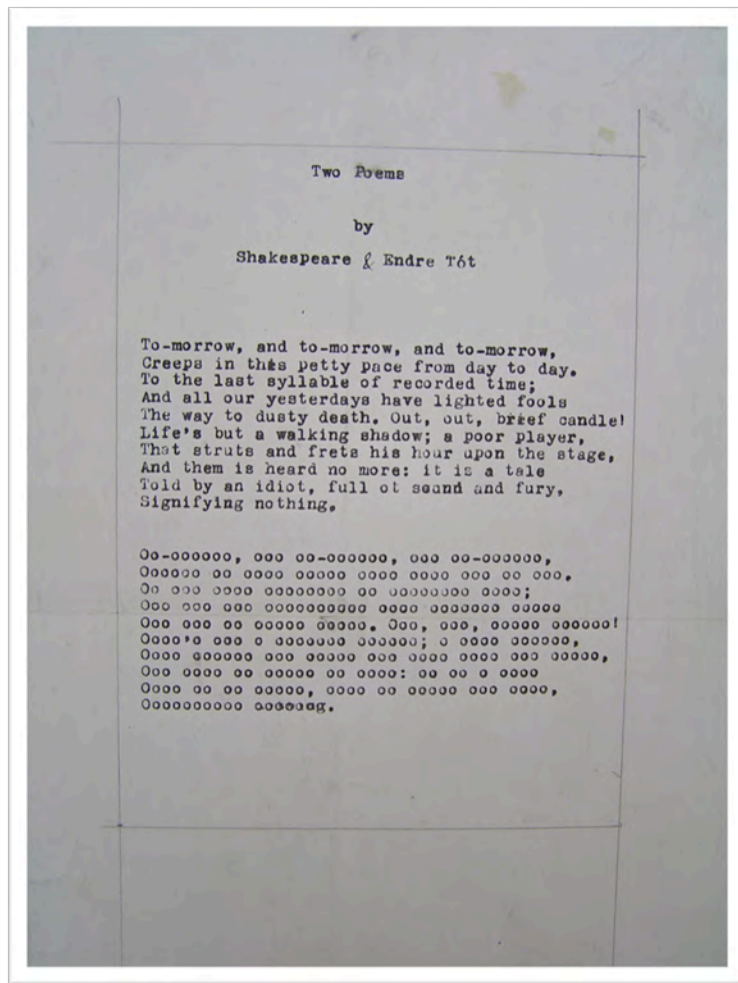 Two Poems
by
Shakespeare & Endre Tót
To-morrow, and to-morrow, and to-morrow,
Creeps in this petty pace from day to day.
To the last syllable of recorded time;
And all our yesterdays have lighted fools
The way to dusty death. Out, out, brief candle!
Life's but a walking shadow; a poor player,
That struts and frets his hour upon the stage,
And them is heard no more: it is a tale
Told by an idiot, full ot sound and fury,
Signifying nothing.
Oo-oooooo, ooo oo-oooooo, ooo oo-oooooo,
Oooooo oo oooo ooooo oooo oooo ooo oo ooo.
Oo ooo oooo oooooooo oo oooooooo oooo;
Ooo ooo ooo oooooooooo oooo ooooooo ooooo
Ooo ooo oo ooooo ooooo. Ooo, ooo, ooooo oooooo!
Oooo'o ooo o ooooooo oooooo; o oooo oooooo,
Oooo oooooo ooo ooooo ooo oooo oooo ooo ooooo,
Ooo oooo oo ooooo oo oooo: oo oo o oooo
Oooo oo oo ooooo, oooo oo ooooo ooo oooo,
Oooooooooo oooooog.